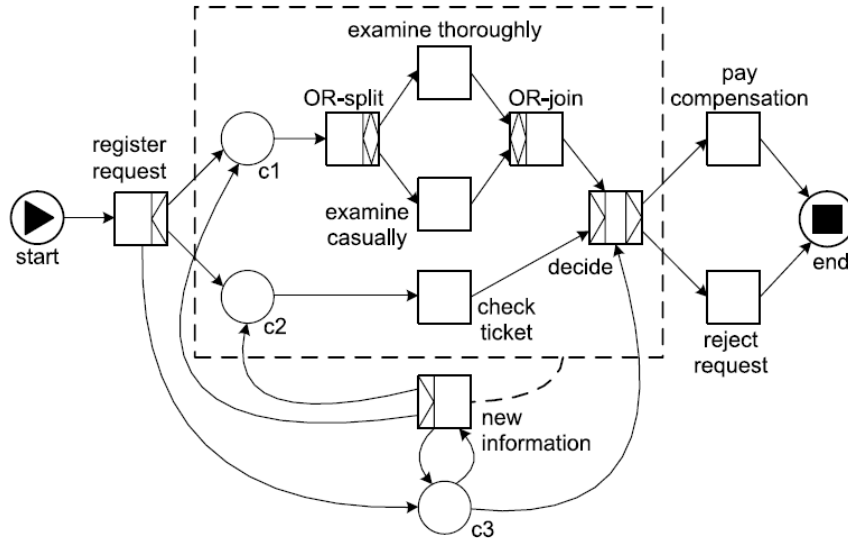 examine thoroughly
pay
compensation
OR-split
OR-join
register
request
c1
examine
casually
start
decide
end
c2
check
ticket
reject
request
new
information
c3